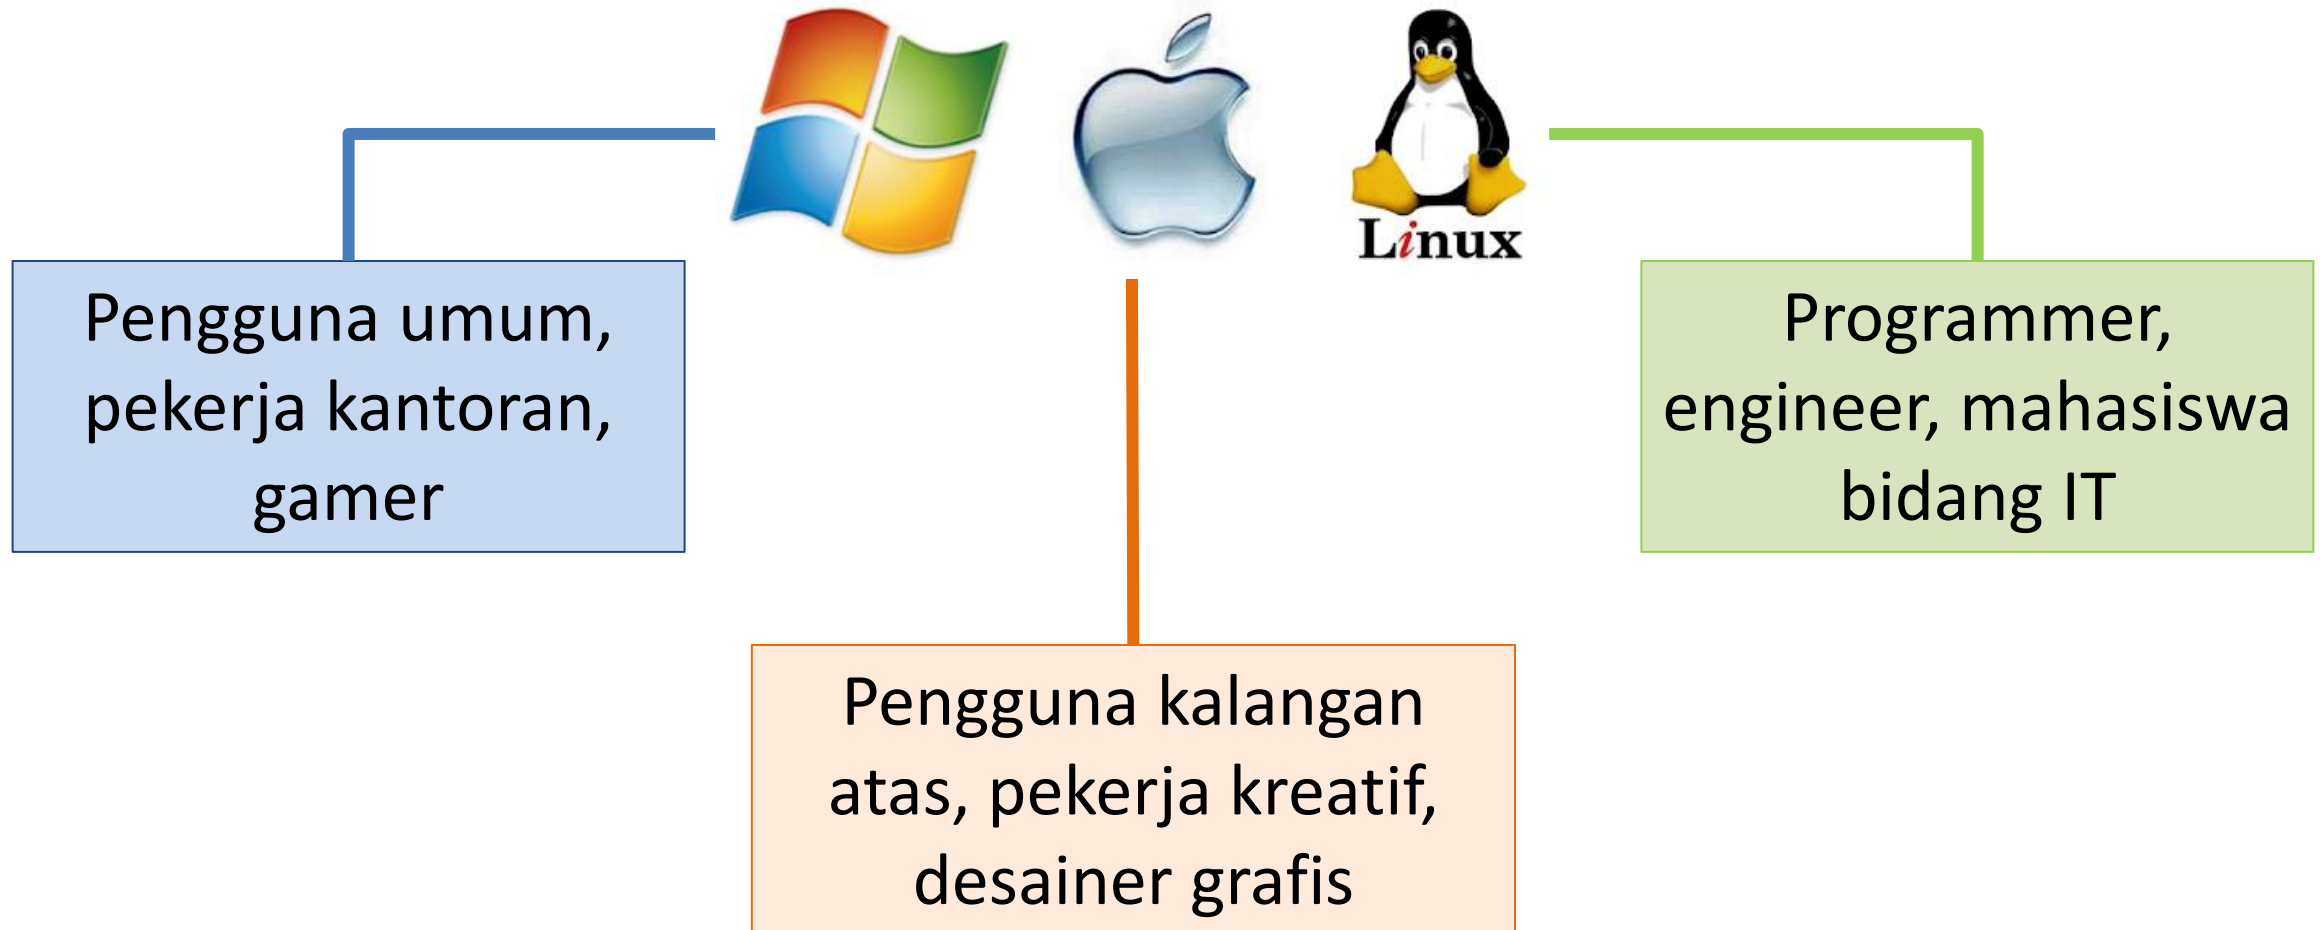 Linux
Pengguna umum,
pekerja kantoran,
gamer
Programmer,
engineer, mahasiswa
bidang IT
Pengguna kalangan
atas, pekerja kreatif,
desainer grafis